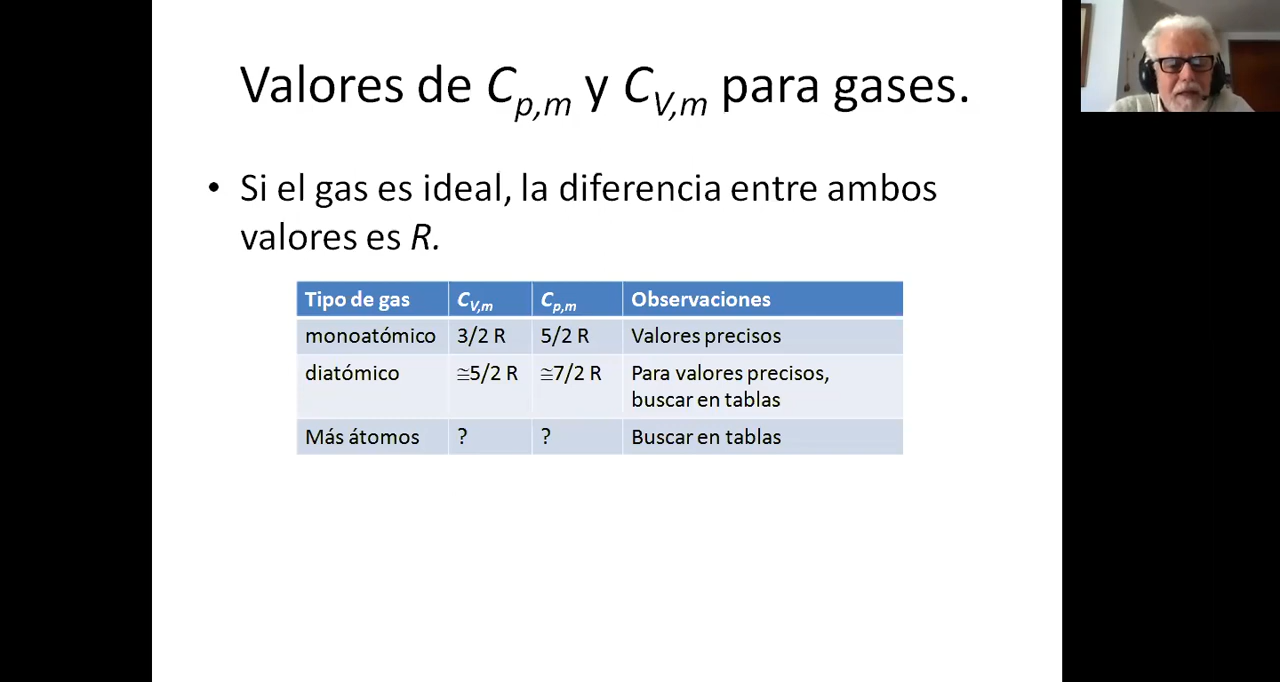 Valores de Cp,m y CV,m para gases.
• Si el gas es ideal, la diferencia entre ambos
valores es R.
Tipo de gas CV,m Cp,m Observaciones
monoatómico 3/2 R 5/2 R Valores precisos
diatómico ≅5/2 R ≅7/2 R Para valores precisos,
buscar en tablas
Más átomos ? ? Buscar en tablas